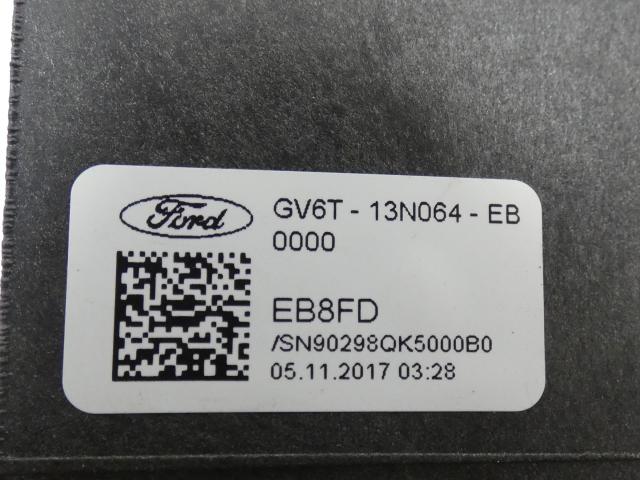 Ford
GV6T - 13N064 - EB
0000
EB8FD
/SN90298QK5000B0
05.11.2017 03:28